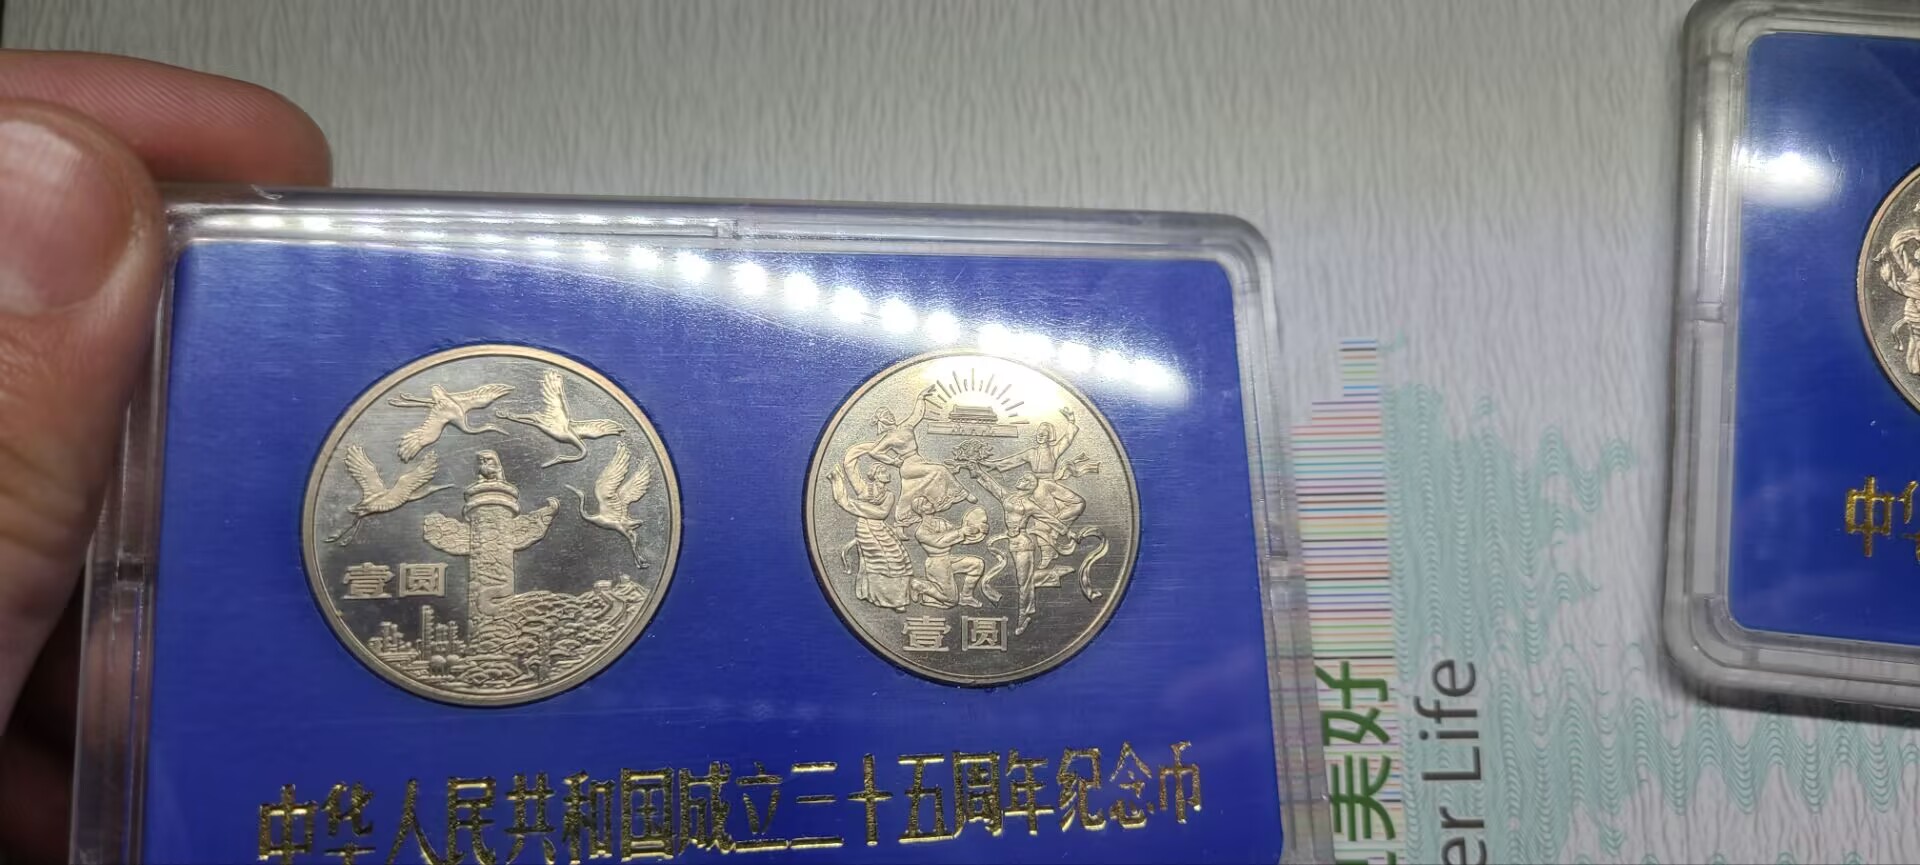 壹圆
壹圆
中华人民共和国成立三十五周年纪念币
中
美好
er Life